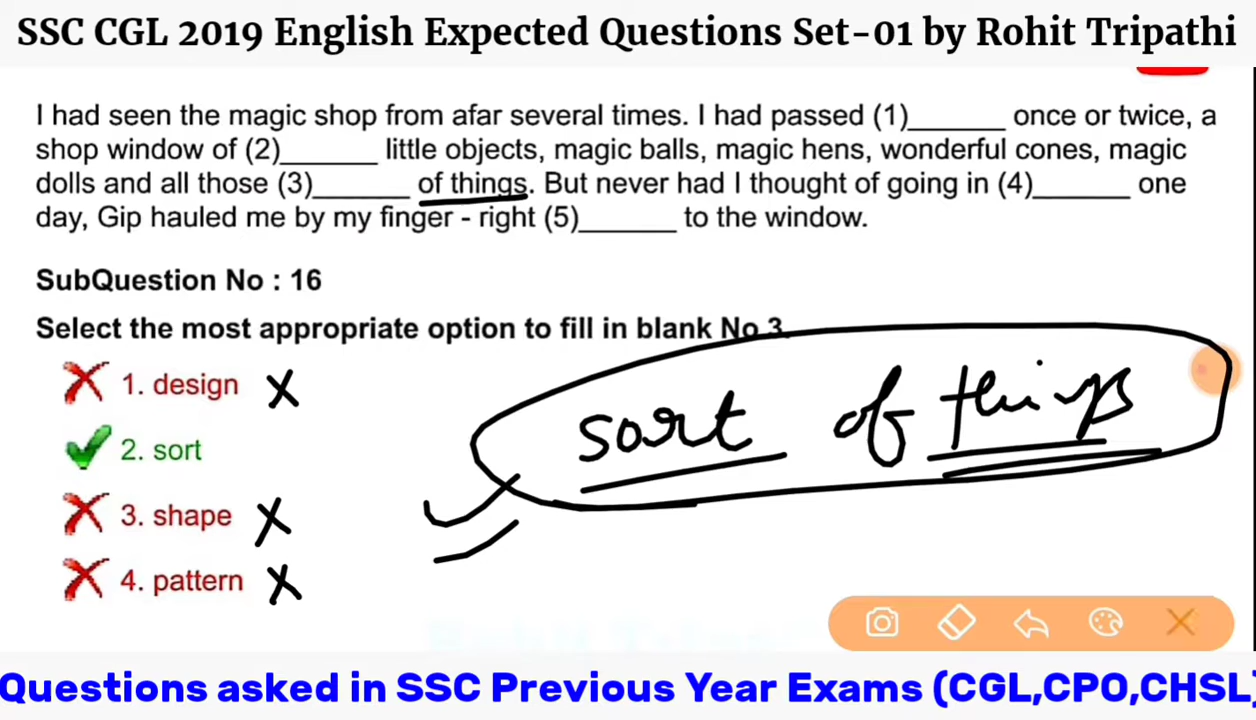 SSC CGL 2019 English Expected Questions Set-01 by Rohit Tripathi
I had seen the magic shop from afar several times. I had passed (1)______ once or twice, a
shop window of (2)______ little objects, magic balls, magic hens, wonderful cones, magic
dolls and all those (3)______ of things. But never had I thought of going in (4)______ one
day, Gip hauled me by my finger - right (5)______ to the window.
SubQuestion No : 16
Select the most appropriate option to fill in blank No 3.
1. design X
2. sort
sort of things
3. shape X
4. pattern X
Questions asked in SSC Previous Year Exams (CGL,CPO,CHSL)